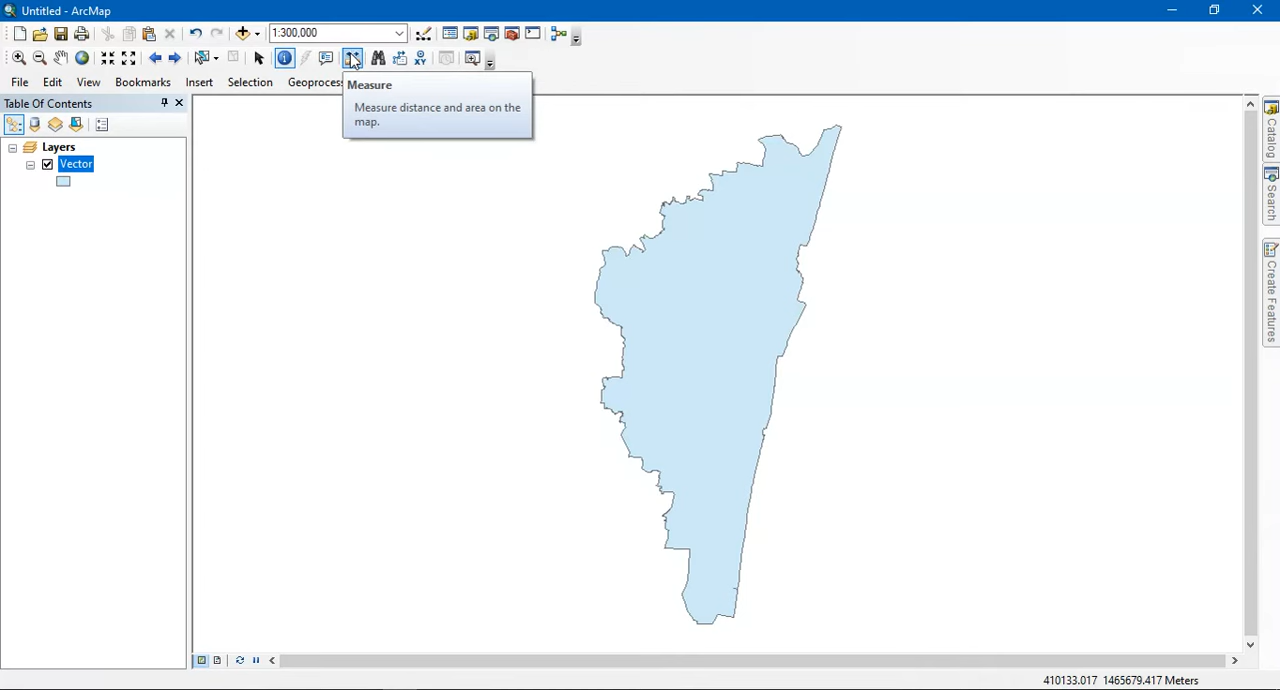 Untitled - ArcMap
1:300,000
File Edit View Bookmarks Insert Selection Geoprocess
Measure
Measure distance and area on the
map.
Table Of Contents
Layers
Vector
Catalog
Search
Create Features
410133.017 1465679.417 Meters